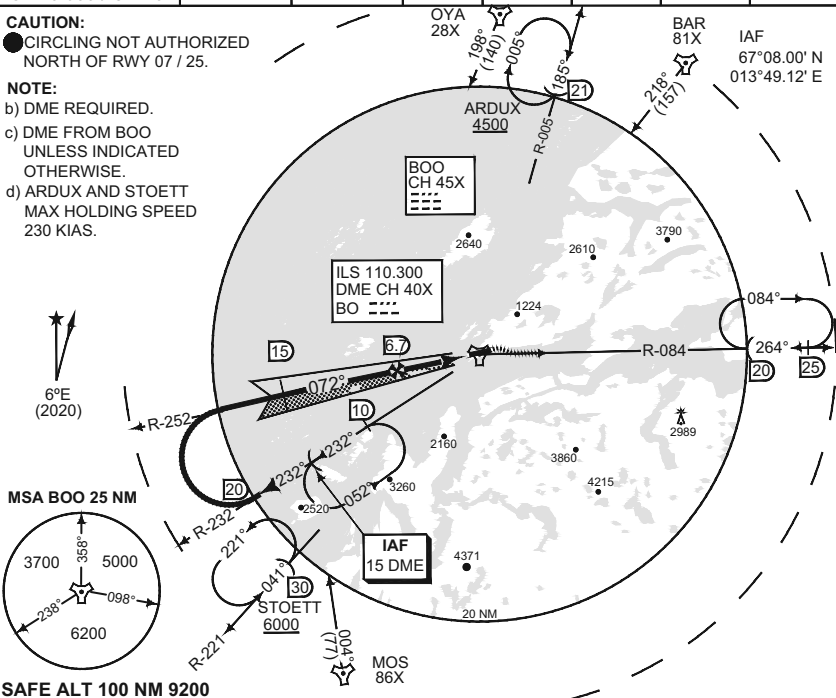 CAUTION:
CIRCLING NOT AUTHORIZED
NORTH OF RWY 07 / 25.
NOTE:
b) DME REQUIRED.
c) DME FROM BOO
UNLESS INDICATED
OTHERWISE.
d) ARDUX AND STOETT
MAX HOLDING SPEED
230 KIAS.
OYA
28X
198°
(140)
005°
185°
21
ARDUX
4500
R-005
BAR
81X
218°
(157)
IAF
67°08.00' N
013°49.12' E
BOO
CH 45X
2640
2610
3790
ILS 110.300
DME CH 40X
BO
1224
084°
264°
R-084
20
25
15
6.7
072°
6°E
(2020)
R-252
10
232°
232°
052°
2160
2989
3860
4215
3260
2520
20
R-232
221°
041°
30
STOETT
6000
R-221
IAF
15 DME
4371
20 NM
004°
(77)
MOS
86X
MSA BOO 25 NM
3700
358°
5000
238°
098°
6200
SAFE ALT 100 NM 9200